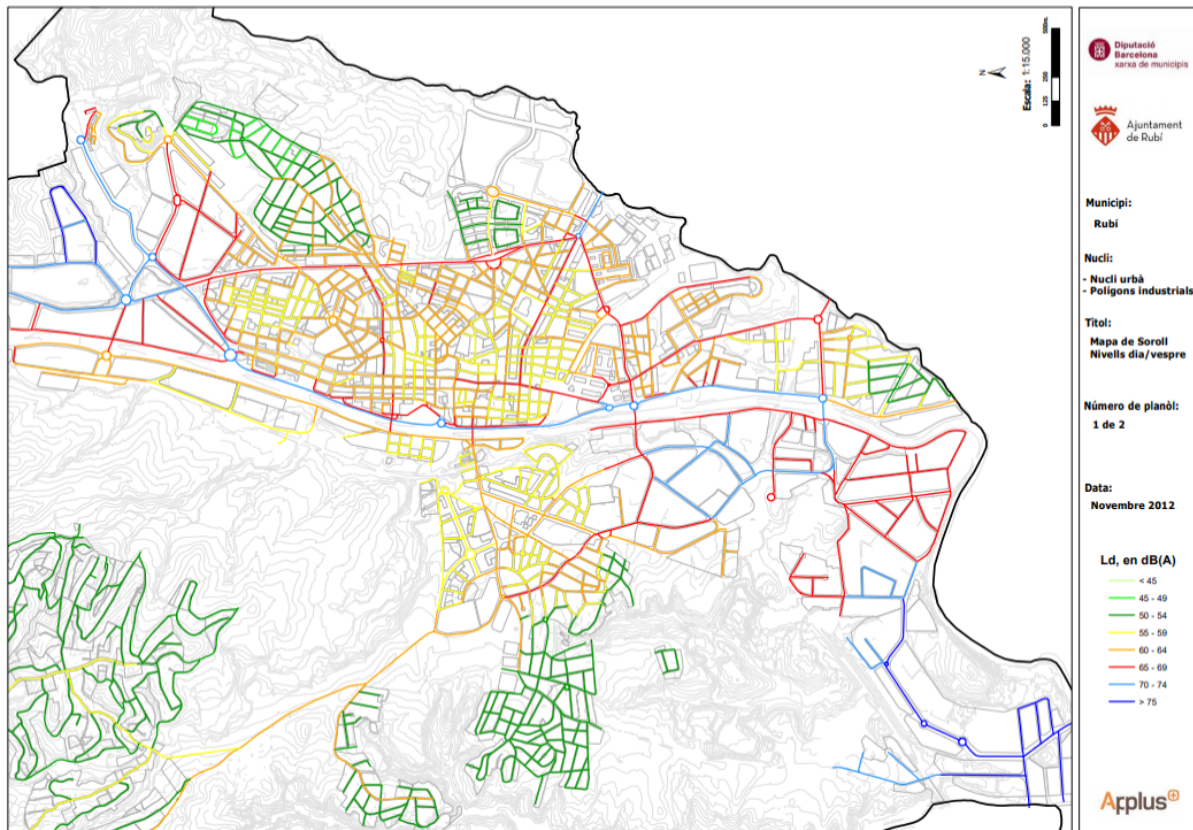 N
Escala: 1:15.000
0
125
250
500m.
Diputació
Barcelona
xarxa de municipis
Ajuntament
de Rubí
Municipi:
Rubí
Nucli:
- Nucli urbà
- Polígons industrials
Títol:
Mapa de Soroll
Nivells dia/vespre
Número de planòl:
1 de 2
Data:
Novembre 2012
Ld, en dB(A)
< 45
45 - 49
50 - 54
55 - 59
60 - 64
65 - 69
70 - 74
> 75
Applus+